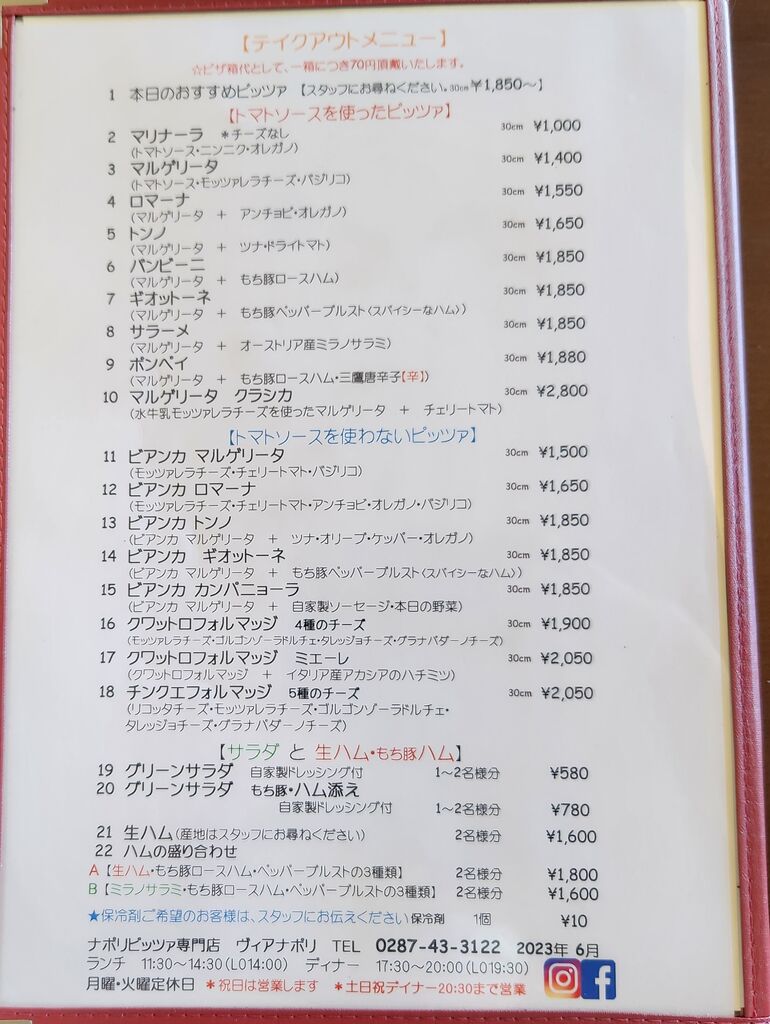 【テイクアウトメニュー】
☆ピザ箱代として、一箱につき70円頂戴いたします。
1 本日のおすすめピッツァ 【スタッフにお尋ねください。30cm ¥1,850～】
【トマトソースを使ったピッツァ】
2 マリナーラ ＊チーズなし 30cm ¥1,000
(トマトソース・ニンニク・オレガノ)
3 マルゲリータ 30cm ¥1,400
(トマトソース・モッツァレラチーズ・バジリコ)
4 ロマーナ 30cm ¥1,550
(マルゲリータ ＋ アンチョビ・オレガノ)
5 トンノ 30cm ¥1,650
(マルゲリータ ＋ ツナ・ドライトマト)
6 バンビーニ 30cm ¥1,850
(マルゲリータ ＋ もち豚ロースハム)
7 ギオットーネ 30cm ¥1,850
(マルゲリータ ＋ もち豚ペッパーブルスト〈スパイシーなハム〉)
8 サラーメ 30cm ¥1,850
(マルゲリータ ＋ オーストリア産ミラノサラミ)
9 ポンペイ 30cm ¥1,880
(マルゲリータ ＋ もち豚ロースハム・三鷹唐辛子【辛】)
10 マルゲリータ クラシカ 30cm ¥2,800
(水牛乳モッツァレラチーズを使ったマルゲリータ ＋ チェリートマト)
【トマトソースを使わないピッツァ】
11 ビアンカ マルゲリータ 30cm ¥1,500
(モッツァレラチーズ・チェリートマト・バジリコ)
12 ビアンカ ロマーナ 30cm ¥1,650
(モッツァレラチーズ・チェリートマト・アンチョビ・オレガノ・バジリコ)
13 ビアンカ トンノ 30cm ¥1,850
(ビアンカ マルゲリータ ＋ ツナ・オリーブ・ケッパー・オレガノ)
14 ビアンカ ギオットーネ 30cm ¥1,850
(ビアンカ マルゲリータ ＋ もち豚ペッパーブルスト〈スパイシーなハム〉)
15 ビアンカ カンパニョーラ 30cm ¥1,850
(ビアンカ マルゲリータ ＋ 自家製ソーセージ・本日の野菜)
16 クワットロフォルマッジ 4種のチーズ 30cm ¥1,900
(モッツァレラチーズ・ゴルゴンゾーラドルチェ・タレッジョチーズ・グラナパダーノチーズ)
17 クワットロフォルマッジ ミエーレ 30cm ¥2,050
(クワットロフォルマッジ ＋ イタリア産アカシアのハチミツ)
18 チンクエフォルマッジ 5種のチーズ 30cm ¥2,050
(リコッタチーズ・モッツァレラチーズ・ゴルゴンゾーラドルチェ・
タレッジョチーズ・グラナパダーノチーズ)
【サラダ と 生ハム・もち豚ハム】
19 グリーンサラダ 自家製ドレッシング付 1～2名様分 ¥580
20 グリーンサラダ もち豚・ハム添え
自家製ドレッシング付 1～2名様分 ¥780
21 生ハム(産地はスタッフにお尋ねください) 2名様分 ¥1,600
22 ハムの盛り合わせ
A【生ハム・もち豚ロースハム・ペッパーブルストの3種類】 2名様分 ¥1,800
B【ミラノサラミ・もち豚ロースハム・ペッパーブルストの3種類】 2名様分 ¥1,600
★保冷剤ご希望のお客様は、スタッフにお伝えください 保冷剤 1個 ¥10
ナポリピッツァ専門店 ヴィアナポリ TEL 0287-43-3122 2023年 6月
ランチ 11:30～14:30(LO14:00) ディナー 17:30～20:00(LO19:30)
月曜・火曜定休日 ＊祝日は営業します ＊土日祝ディナー20:30まで営業